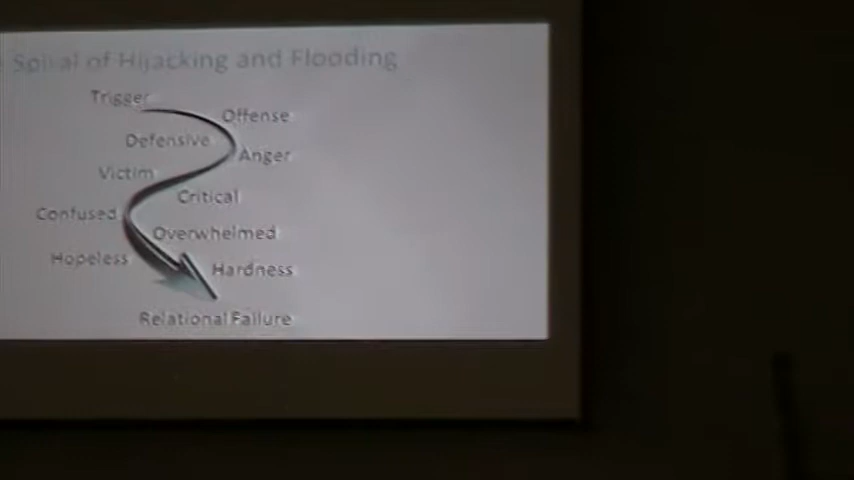 Spiral of Hijacking and Flooding
Trigger
Offense
Defensive
Anger
Victim
Critical
Confused
Overwhelmed
Hopeless
Hardness
Relational Failure